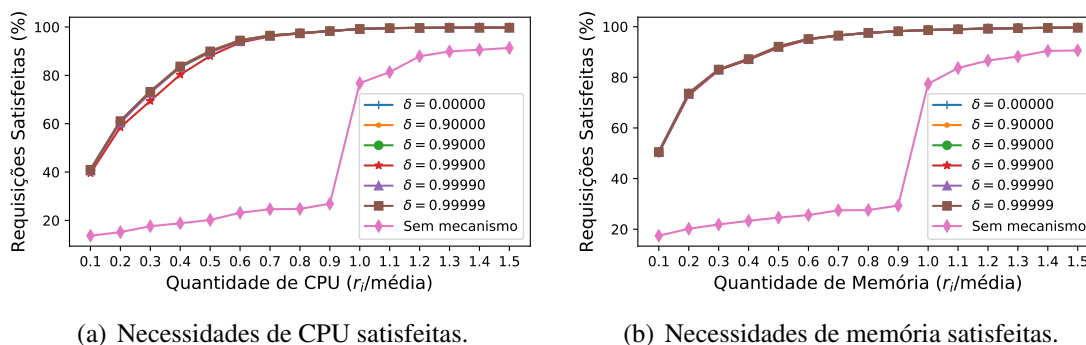 Requisições Satisfeitas (%)
100
80
60
40
20
0.1 0.2 0.3 0.4 0.5 0.6 0.7 0.8 0.9 1.0 1.1 1.2 1.3 1.4 1.5
Quantidade de CPU (ri/média)
δ = 0.00000
δ = 0.90000
δ = 0.99000
δ = 0.99900
δ = 0.99990
δ = 0.99999
Sem mecanismo
(a) Necessidades de CPU satisfeitas.
Requisições Satisfeitas (%)
100
80
60
40
20
0.1 0.2 0.3 0.4 0.5 0.6 0.7 0.8 0.9 1.0 1.1 1.2 1.3 1.4 1.5
Quantidade de Memória (ri/média)
δ = 0.00000
δ = 0.90000
δ = 0.99000
δ = 0.99900
δ = 0.99990
δ = 0.99999
Sem mecanismo
(b) Necessidades de memória satisfeitas.